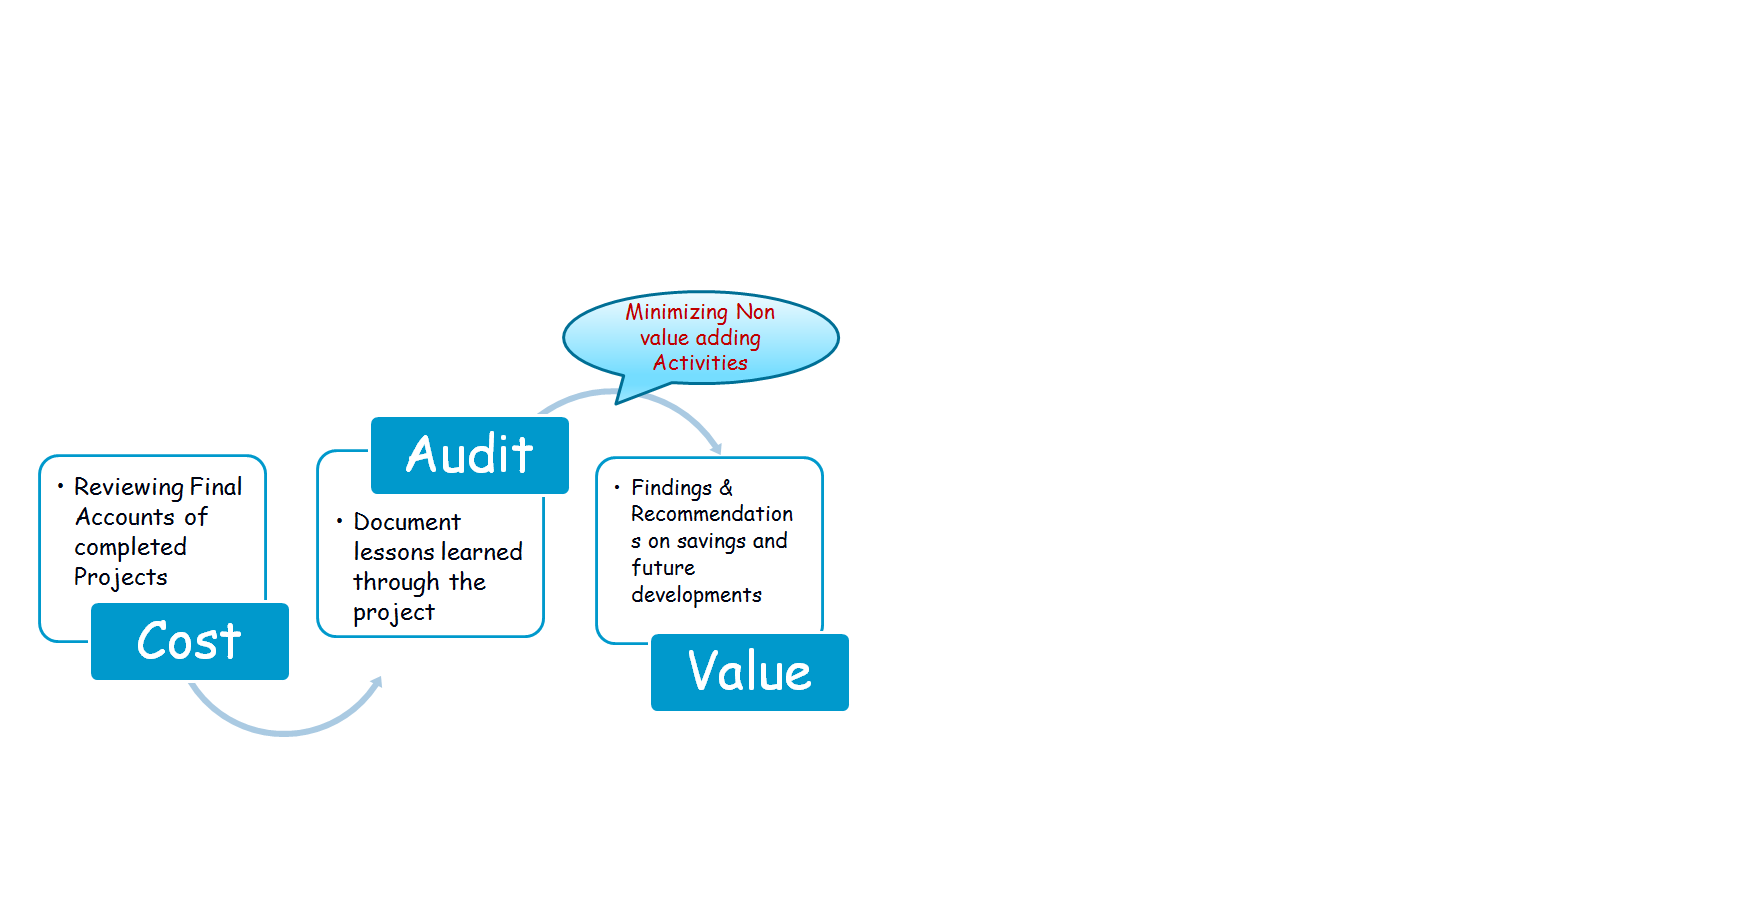 Minimizing Non
value adding
Activities
• Reviewing Final
Accounts of
completed
Projects
Cost
Audit
• Document
lessons learned
through the
project
• Findings &
Recommendation
s on savings and
future
developments
Value